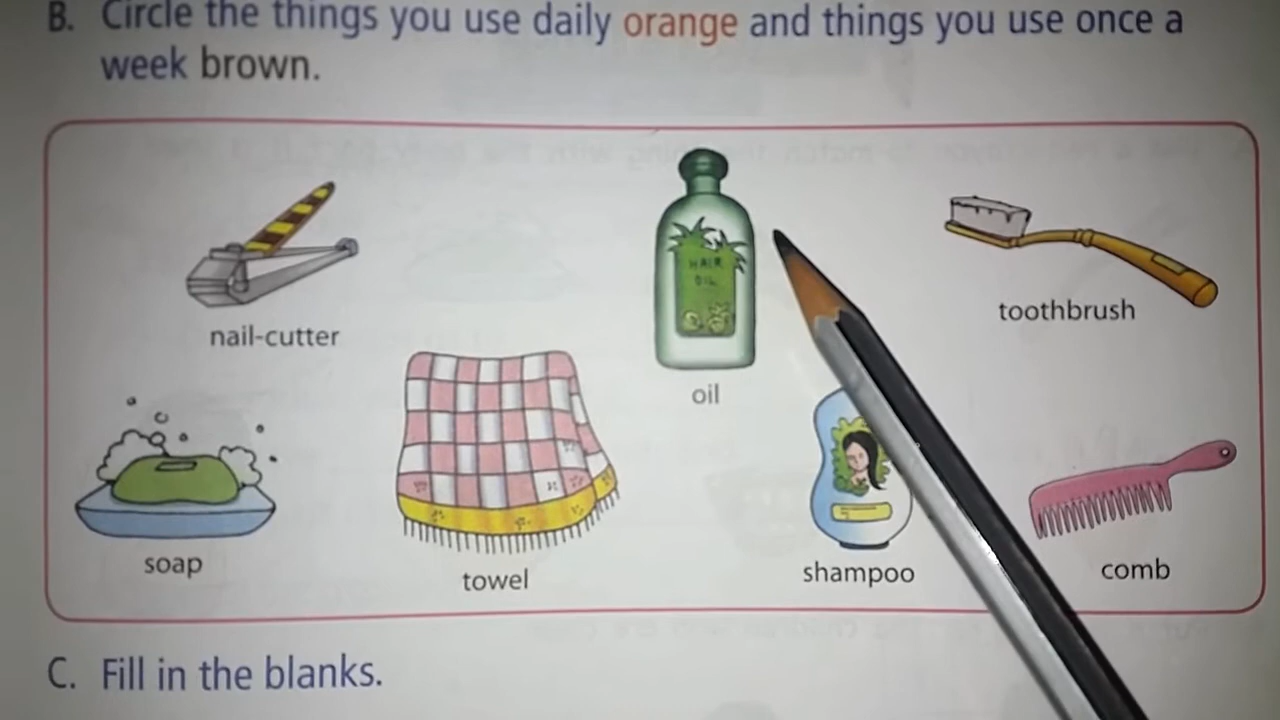 B. Circle the things you use daily orange and things you use once a
week brown.
HAIR
OIL
nail-cutter
toothbrush
oil
soap
towel
shampoo
comb
C. Fill in the blanks.